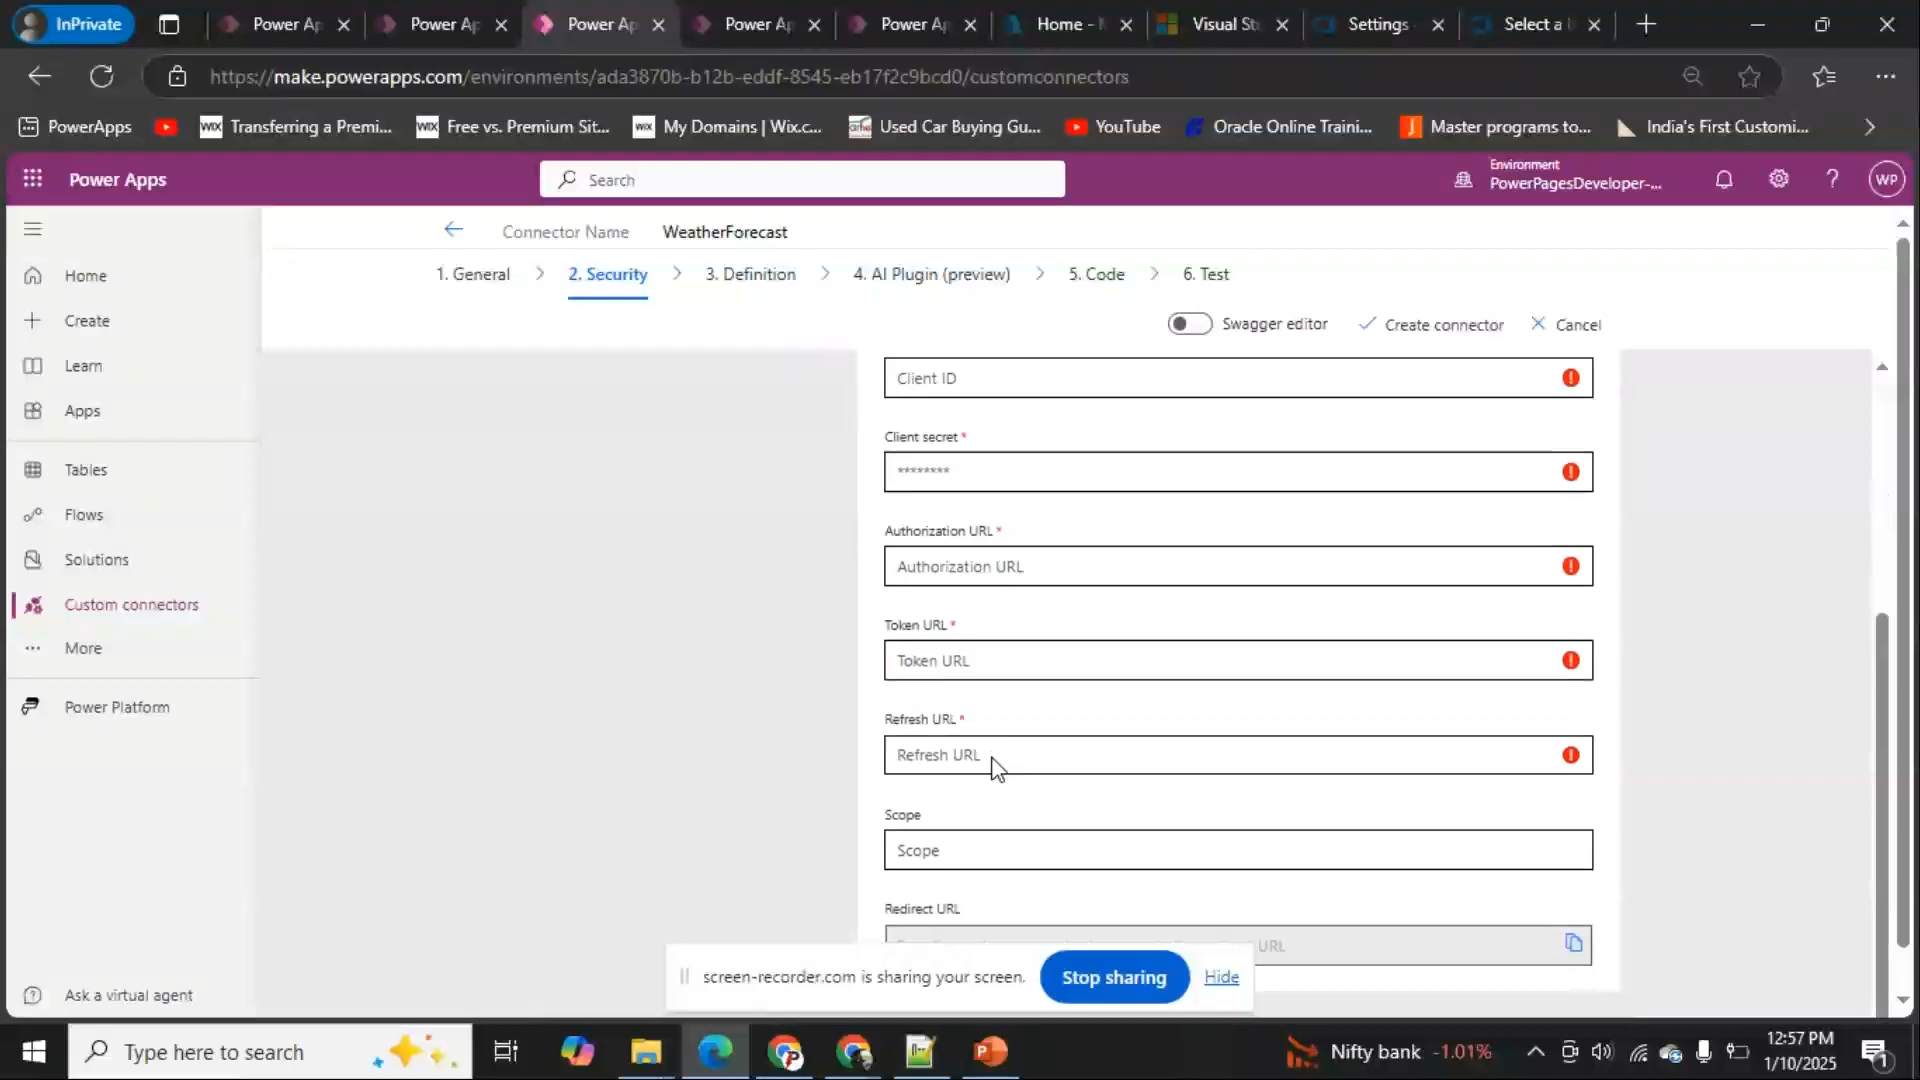 InPrivate
Power Ap
Power Ap
Power Ap
Power Ap
Power Ap
Home -
Visual St
Settings
Select a
https://make.powerapps.com/environments/ada3870b-b12b-eddf-8545-eb17f2c9bcd0/customconnectors
PowerApps
WIX Transferring a Premi...
WIX Free vs. Premium Sit...
WIX My Domains | Wix.c...
Used Car Buying Gu...
YouTube
Oracle Online Traini...
Master programs to...
India's First Customi...
Power Apps
Search
Environment
PowerPagesDeveloper-...
WP
Connector Name
WeatherForecast
1. General
2. Security
3. Definition
4. AI Plugin (preview)
5. Code
6. Test
Swagger editor
Create connector
Cancel
Home
Create
Learn
Apps
Tables
Flows
Solutions
Custom connectors
More
Power Platform
Ask a virtual agent
Client ID
Client secret *
********
Authorization URL *
Authorization URL
Token URL *
Token URL
Refresh URL *
Refresh URL
Scope
Scope
Redirect URL
URL
screen-recorder.com is sharing your screen.
Stop sharing
Hide
Type here to search
Nifty bank -1.01%
12:57 PM
1/10/2025
1